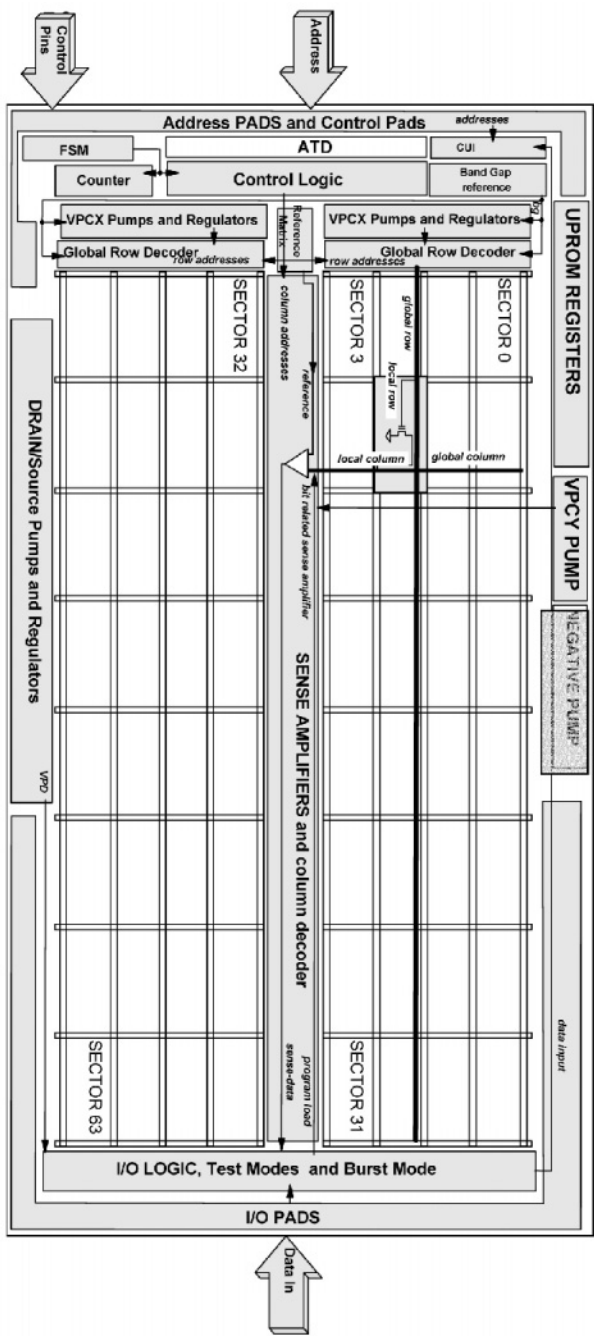 Control
Pins
Address
Address PADS and Control Pads
addresses
FSM
ATD
CUI
Counter
Control Logic
Band Gap
reference
bg
VPCX Pumps and Regulators
Reference
Matrix
VPCX Pumps and Regulators
Global Row Decoder
row addresses
row addresses
Global Row Decoder
UPROM REGISTERS
SECTOR 32
column addresses
reference
SECTOR 3
global row
local row
SECTOR 0
local column
global column
bit related sense amplifier
VPCY PUMP
NEGATIVE PUMP
DRAIN/Source Pumps and Regulators
VPD
SENSE AMPLIFIERS and column decoder
data input
SECTOR 63
program load
sense-data
SECTOR 31
I/O LOGIC, Test Modes and Burst Mode
I/O PADS
Data In